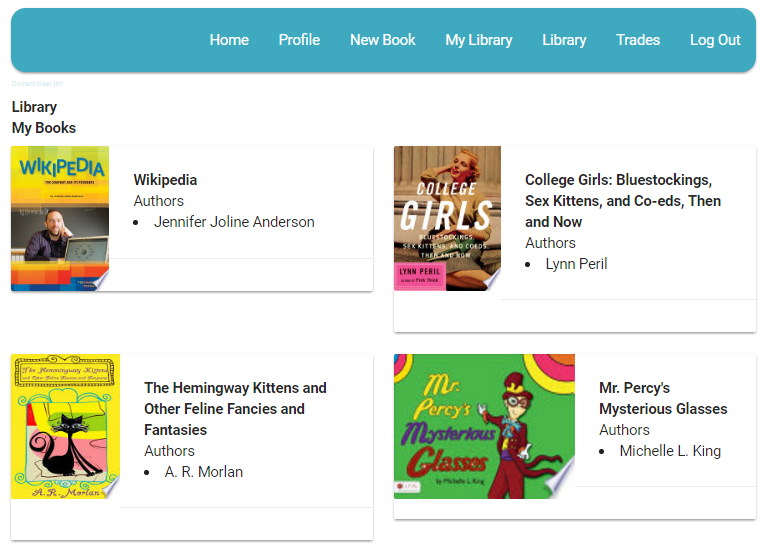 Home Profile New Book My Library Library Trades Log Out
Current User jim
Library
My Books
WIKIPEDIA
THE COMPANY AND ITS FOUNDERS
Wikipedia
Authors
Jennifer Joline Anderson
COLLEGE
GIRLS
BLUESTOCKINGS,
SEX KITTENS, AND COEDS,
THEN AND NOW
LYNN PERIL
College Girls: Bluestockings,
Sex Kittens, and Co-eds, Then
and Now
Authors
Lynn Peril
The Hemingway Kittens
and Other Feline Fancies and Fantasies
A.R. Morlan
The Hemingway Kittens and
Other Feline Fancies and
Fantasies
Authors
A. R. Morlan
Mr.
Percy's
Mysterious
Glasses
by Michelle L. King
Mr. Percy's
Mysterious Glasses
Authors
Michelle L. King